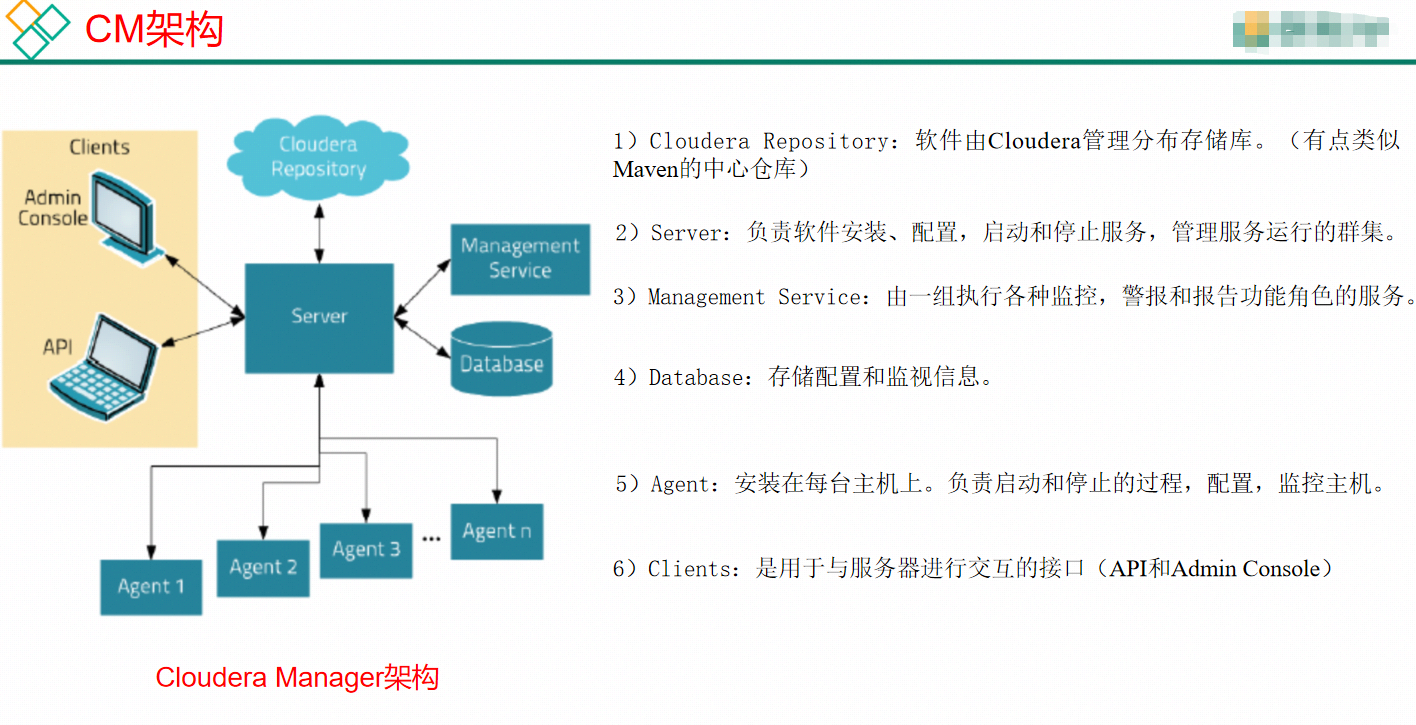 CM架构
Clients
Admin
Console
API
Cloudera
Repository
Server
Management
Service
Database
Agent 1
Agent 2
Agent 3
...
Agent n
Cloudera Manager架构
1）Cloudera Repository：软件由Cloudera管理分布存储库。（有点类似
Maven的中心仓库）
2）Server：负责软件安装、配置，启动和停止服务，管理服务运行的群集。
3）Management Service：由一组执行各种监控，警报和报告功能角色的服务。
4）Database：存储配置和监视信息。
5）Agent：安装在每台主机上。负责启动和停止的过程，配置，监控主机。
6）Clients：是用于与服务器进行交互的接口（API和Admin Console）